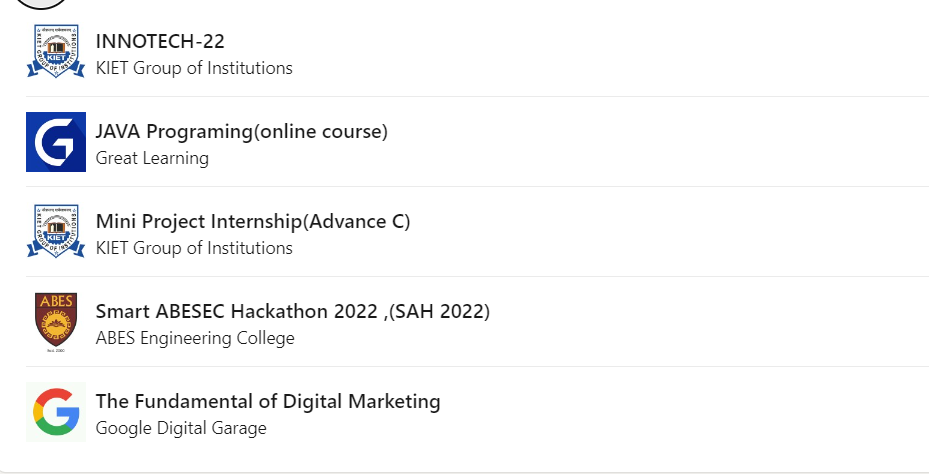 INNOTECH-22
KIET Group of Institutions
JAVA Programing(online course)
Great Learning
Mini Project Internship(Advance C)
KIET Group of Institutions
ABES
Smart ABESEC Hackathon 2022 ,(SAH 2022)
ABES Engineering College
The Fundamental of Digital Marketing
Google Digital Garage